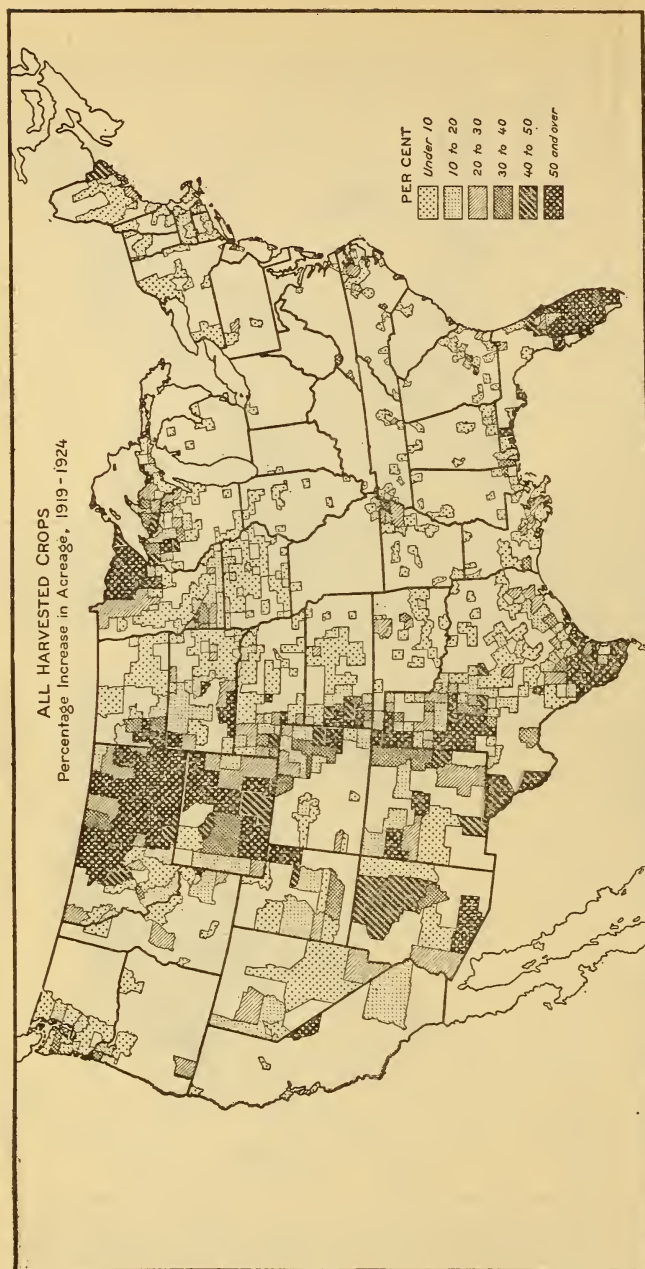 ALL HARVESTED CROPS
Percentage Increase in Acreage, 1919-1924
PER CENT
Under 10
10 to 20
20 to 30
30 to 40
40 to 50
50 and over